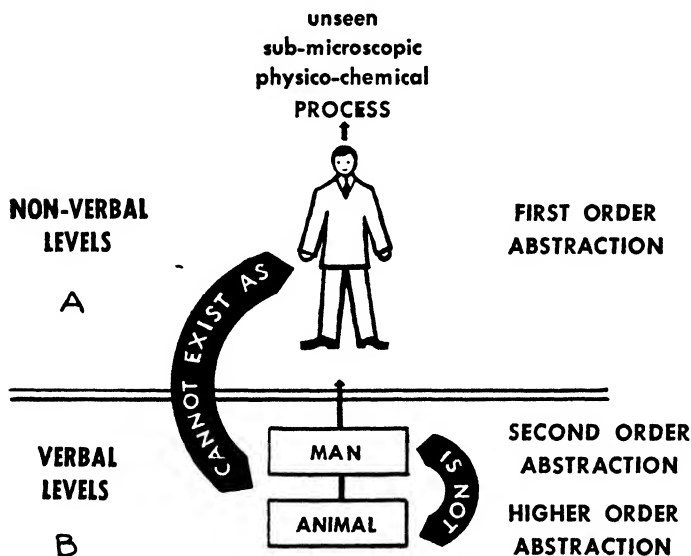 unseen
sub-microscopic
physico-chemical
PROCESS
NON-VERBAL
LEVELS
A
FIRST ORDER
ABSTRACTION
CANNOT EXIST AS
VERBAL
LEVELS
B
MAN
ANIMAL
IS NOT
SECOND ORDER
ABSTRACTION
HIGHER ORDER
ABSTRACTION